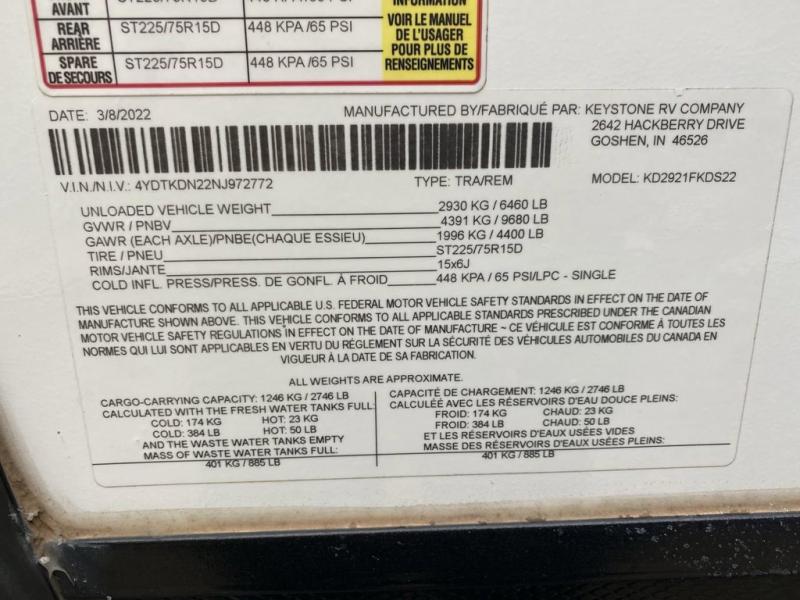 AVANT
INFORMATION
REAR
ARRIÈRE
ST225/75R15D
448 KPA /65 PSI
SPARE
DE SECOURS
ST225/75R15D
448 KPA /65 PSI
VOIR LE MANUEL
DE L'USAGER
POUR PLUS DE
RENSEIGNEMENTS
DATE: 3/8/2022
MANUFACTURED BY/FABRIQUÉ PAR: KEYSTONE RV COMPANY
2642 HACKBERRY DRIVE
GOSHEN, IN 46526
V.I.N./N.I.V.: 4YDTKDN22NJ972772
TYPE: TRA/REM
MODEL: KD2921FKDS22
UNLOADED VEHICLE WEIGHT 2930 KG / 6460 LB
GVWR / PNBV 4391 KG / 9680 LB
GAWR (EACH AXLE)/PNBE(CHAQUE ESSIEU) 1996 KG / 4400 LB
TIRE / PNEU ST225/75R15D
RIMS/JANTE 15x6J
COLD INFL. PRESS/PRESS. DE GONFL. À FROID 448 KPA / 65 PSI/LPC - SINGLE
THIS VEHICLE CONFORMS TO ALL APPLICABLE U.S. FEDERAL MOTOR VEHICLE SAFETY STANDARDS IN EFFECT ON THE DATE OF
MANUFACTURE SHOWN ABOVE. THIS VEHICLE CONFORMS TO ALL APPLICABLE STANDARDS PRESCRIBED UNDER THE CANADIAN
MOTOR VEHICLE SAFETY REGULATIONS IN EFFECT ON THE DATE OF MANUFACTURE ~ CE VÉHICULE EST CONFORME À TOUTES LES
NORMES QUI LUI SONT APPLICABLES EN VERTU DU RÈGLEMENT SUR LA SÉCURITÉ DES VÉHICULES AUTOMOBILES DU CANADA EN
VIGUEUR À LA DATE DE SA FABRICATION.
ALL WEIGHTS ARE APPROXIMATE.
CARGO-CARRYING CAPACITY: 1246 KG / 2746 LB
CALCULATED WITH THE FRESH WATER TANKS FULL:
COLD: 174 KG HOT: 23 KG
COLD: 384 LB HOT: 50 LB
AND THE WASTE WATER TANKS EMPTY
MASS OF WASTE WATER TANKS FULL:
401 KG / 885 LB
CAPACITÉ DE CHARGEMENT: 1246 KG / 2746 LB
CALCULÉE AVEC LES RÉSERVOIRS D'EAU DOUCE PLEINS:
FROID: 174 KG CHAUD: 23 KG
FROID: 384 LB CHAUD: 50 LB
ET LES RÉSERVOIRS D'EAUX USÉES VIDES
MASSE DES RÉSERVOIRS D'EAUX USÉES PLEINS:
401 KG / 885 LB